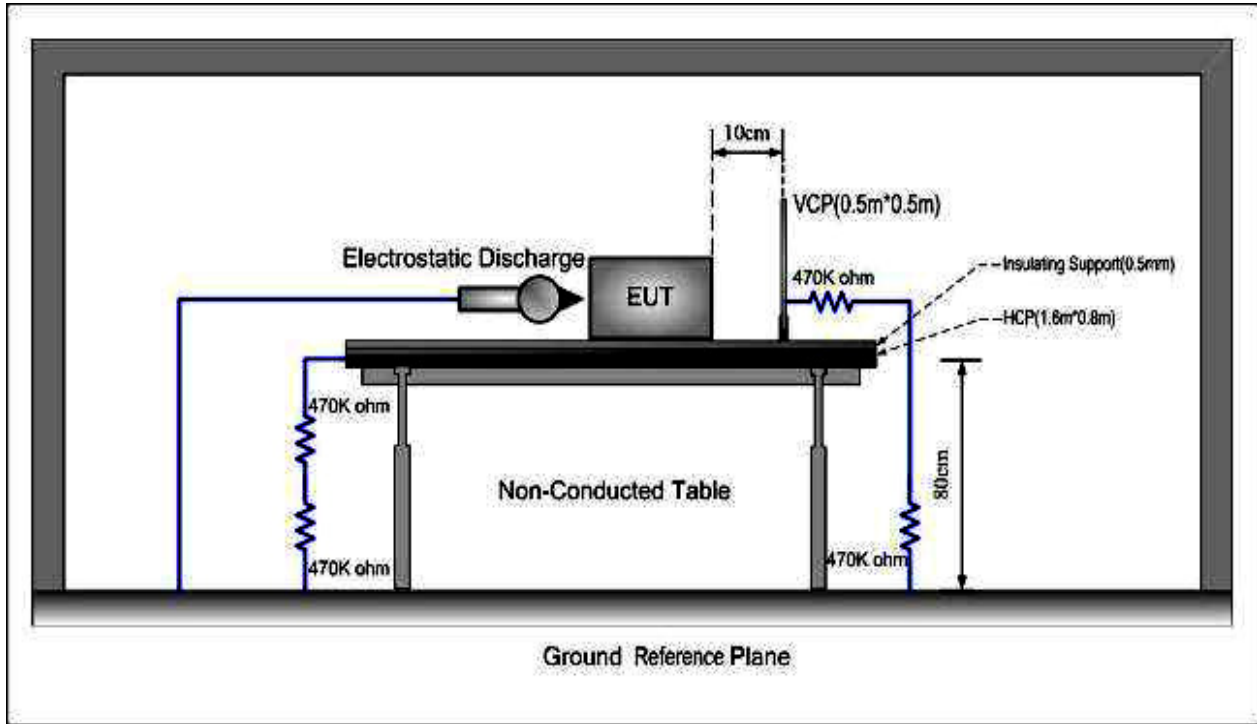 10cm
VCP(0.5m*0.5m)
Electrostatic Discharge
EUT
470K ohm
Insulating Support(0.5mm)
HCP(1.6m*0.8m)
470K ohm
80cm
Non-Conducted Table
470K ohm
470K ohm
Ground Reference Plane